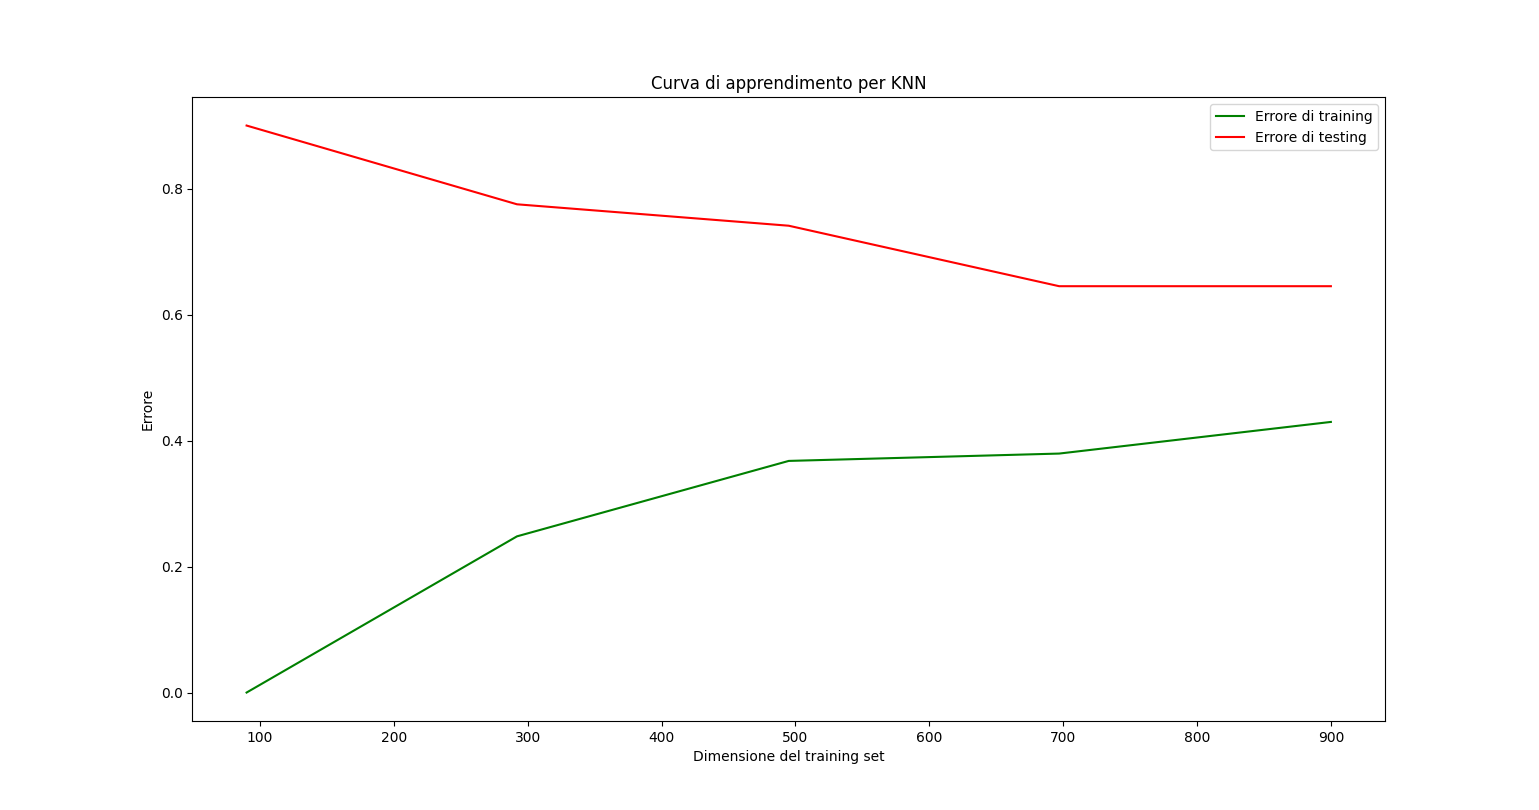 Curva di apprendimento per KNN
Errore di training
Errore di testing
0.8
0.6
0.4
0.2
0.0
Errore
100 200 300 400 500 600 700 800 900
Dimensione del training set